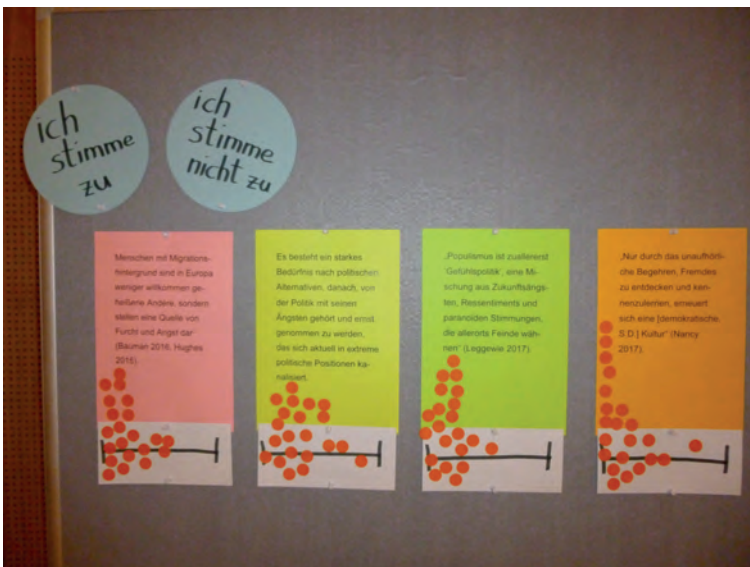 ich
stimme
zu
ich
stimme
nicht zu
Menschen mit Migrations-
hintergrund sind in Europa
weniger willkommen ge-
heißene Andere, sondern
stellen eine Quelle von
Furcht und Angst dar
(Bauman 2016, Hughes
2015).
Es besteht ein starkes
Bedürfnis nach politischen
Alternativen, danach, von
der Politik mit seinen
Ängsten gehört und ernst
genommen zu werden,
das sich aktuell in extreme
politische Positionen ka-
nalisiert.
„Populismus ist zuallererst
‚Gefühlspolitik', eine Mi-
schung aus Zukunftsängs-
ten, Ressentiments und
paranoiden Stimmungen,
die allerorts Feinde wäh-
nen“ (Leggewie 2017).
„Nur durch das unaufhörli-
che Begehren, Fremdes
zu entdecken und ken-
nenzulernen, erneuert
sich eine [demokratische,
S.D.] Kultur“ (Nancy
2017).